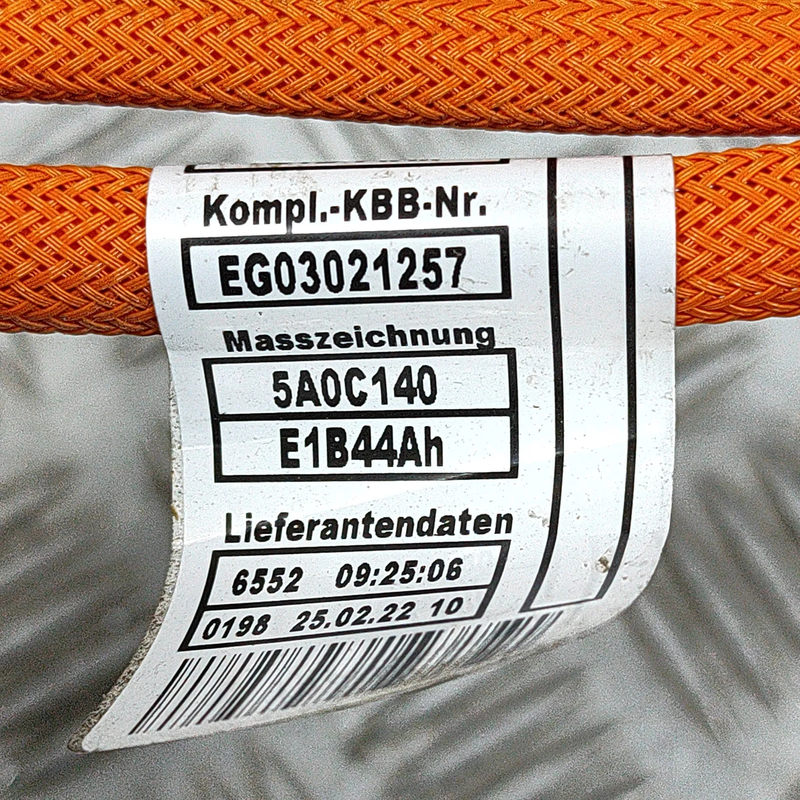 Kompl.-KBB-Nr.
EG03021257
Masszeichnung
5A0C140
E1B44Ah
Lieferantendaten
6552 09:25:06
0198 25.02.22 10